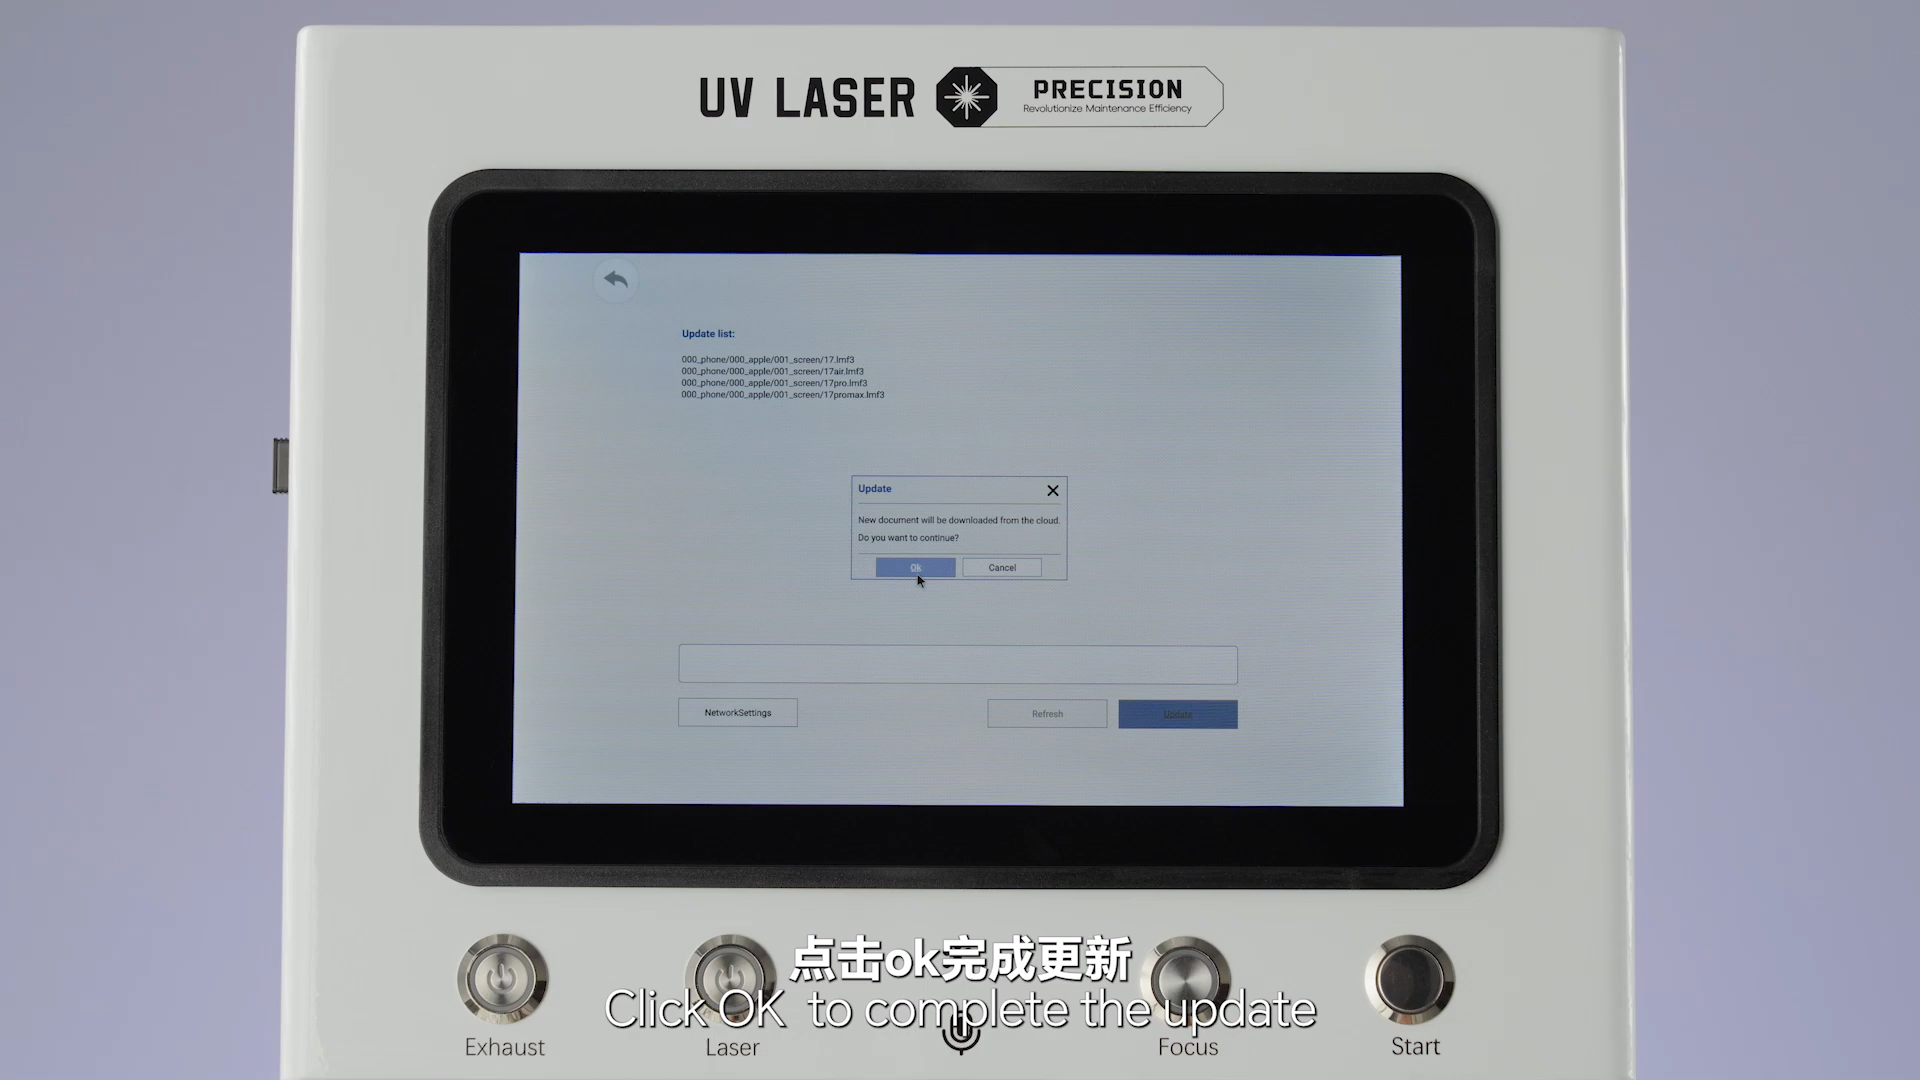 UV LASER
PRECISION
Revolutionize Maintenance Efficiency
Update list:
000_phone/000_apple/001_screen/17.lmf3
000_phone/000_apple/001_screen/17air.lmf3
000_phone/000_apple/001_screen/17pro.lmf3
000_phone/000_apple/001_screen/17promax.lmf3
Update
New document will be downloaded from the cloud.
Do you want to continue?
Ok
Cancel
NetworkSettings
Refresh
Update
点击ok完成更新
Click OK to complete the update
Exhaust
Laser
Focus
Start